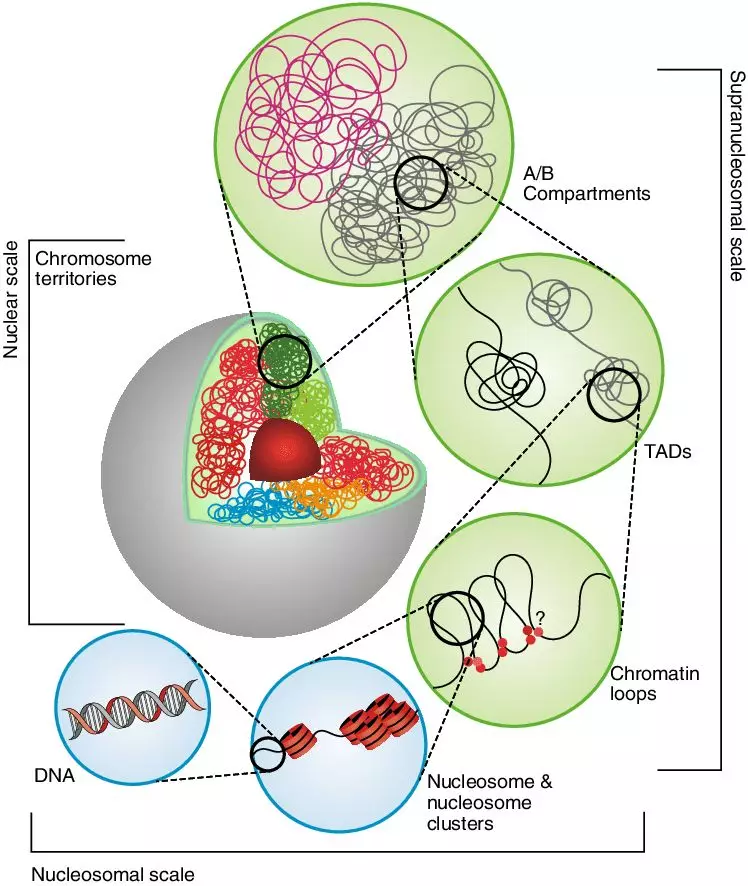 Supranucleosomal scale
A/B
Compartments
Nuclear scale
Chromosome
territories
TADs
?
Chromatin
loops
DNA
Nucleosome &
nucleosome
clusters
Nucleosomal scale